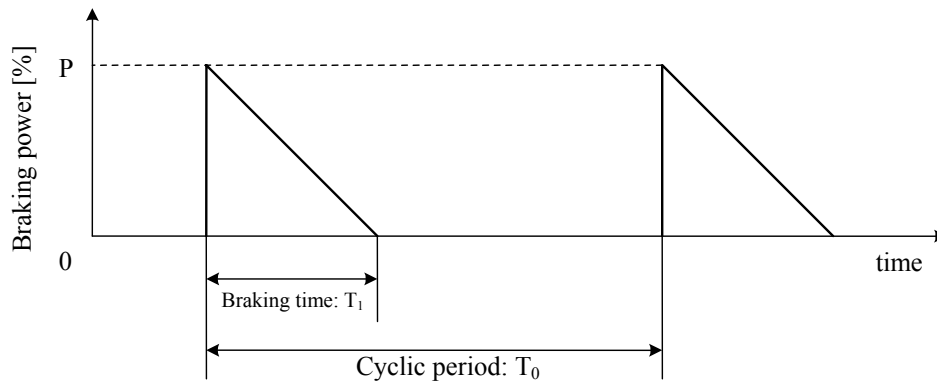 Braking power [%]
P
0
time
Braking time: T₁
Cyclic period: T₀